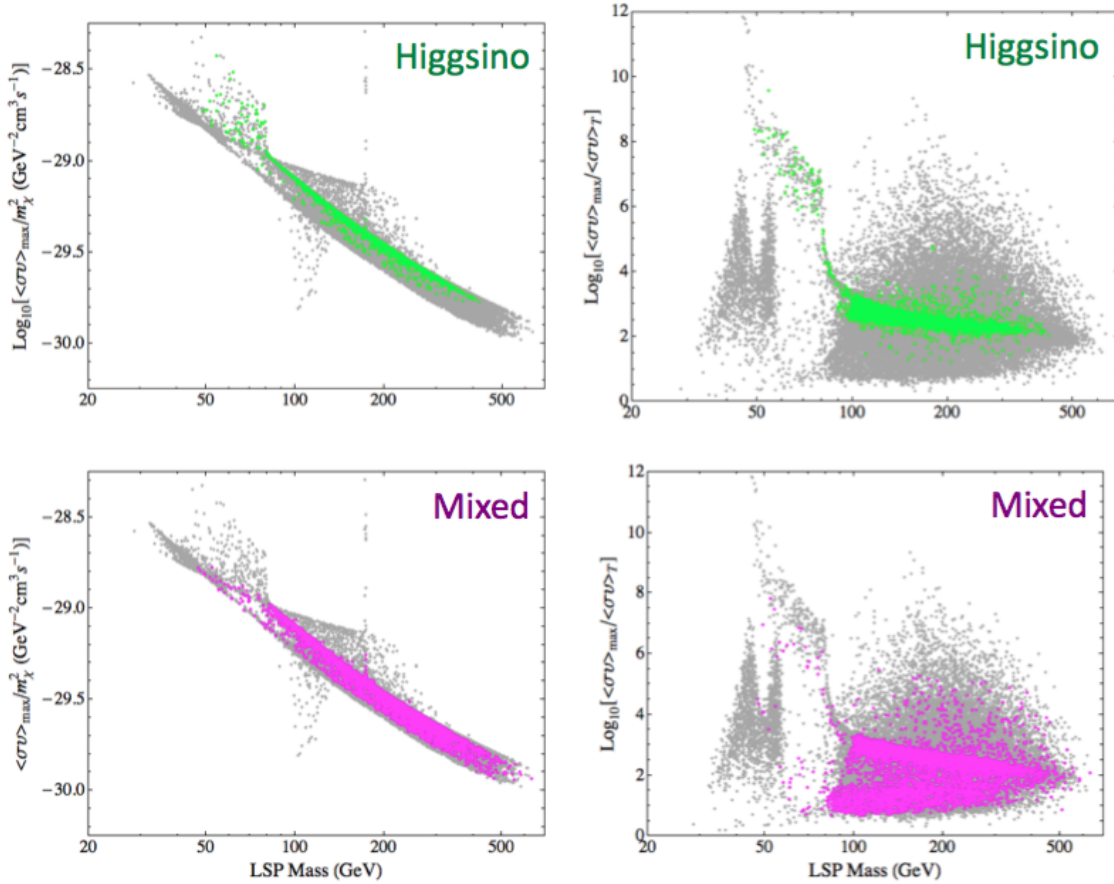 Higgsino
Log₁₀[<σv>max/mχ² (GeV⁻²cm³s⁻¹)]
−28.5
−29.0
−29.5
−30.0
20 50 100 200 500
Higgsino
Log₁₀[<σv>max/<σv>T]
12
10
8
6
4
2
0
20 50 100 200 500
Mixed
<σv>max/mχ² (GeV⁻²cm³s⁻¹)]
−28.5
−29.0
−29.5
−30.0
20 50 100 200 500
LSP Mass (GeV)
Mixed
Log₁₀[<σv>max/<σv>T]
12
10
8
6
4
2
0
20 50 100 200 500
LSP Mass (GeV)